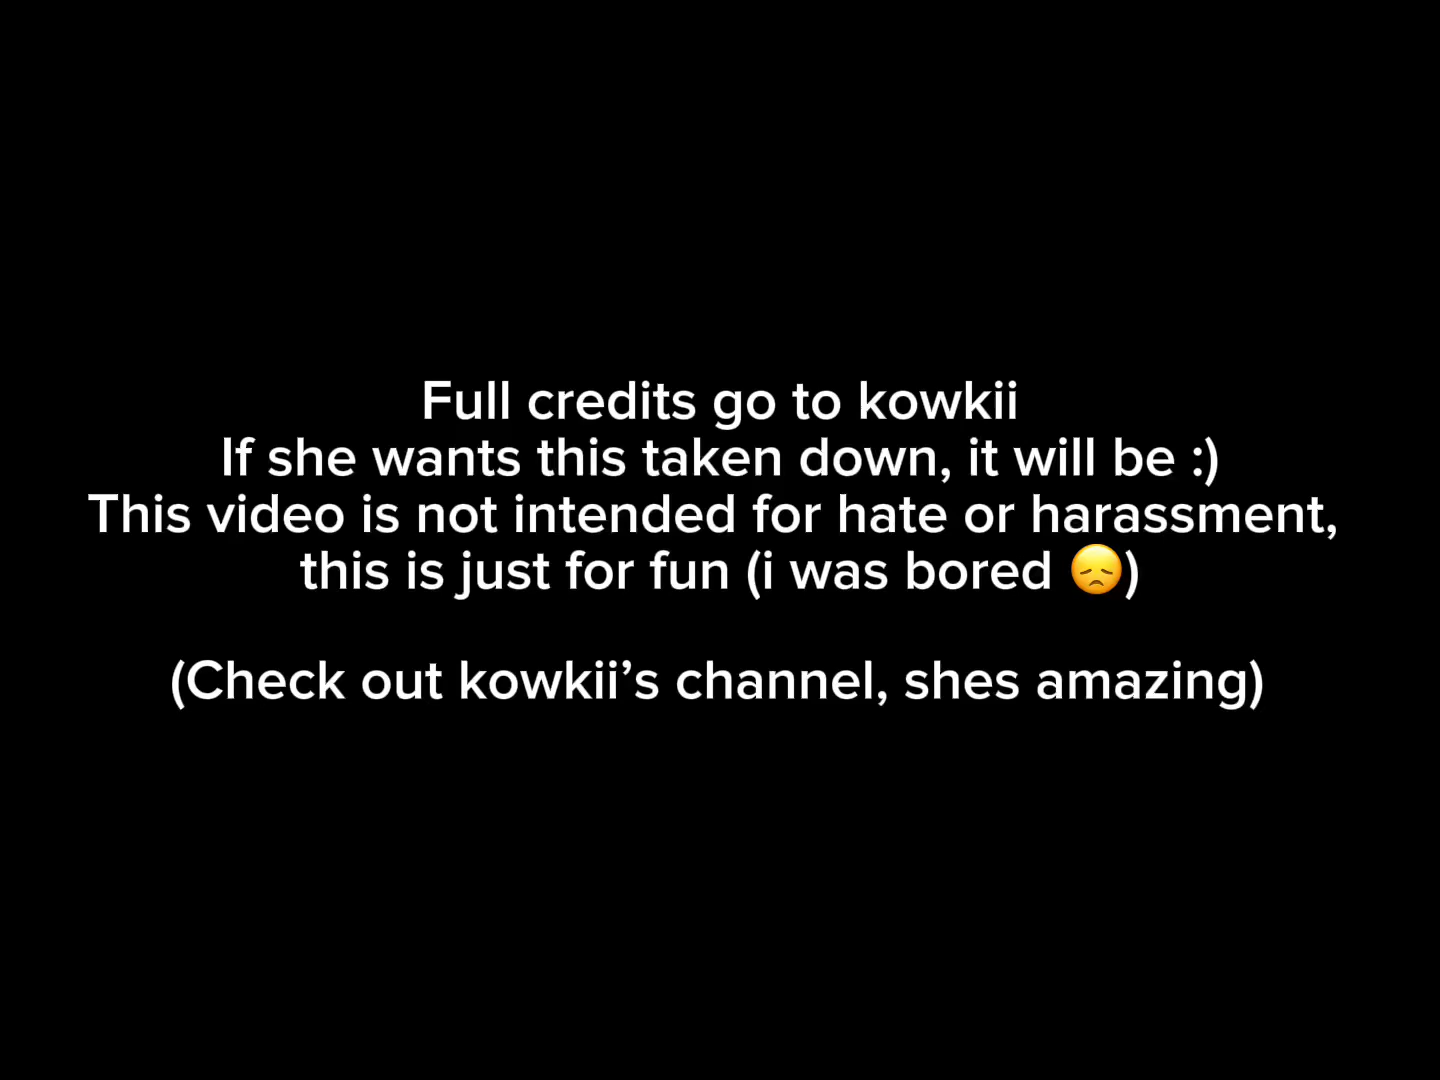 Full credits go to kowkii
If she wants this taken down, it will be :)
This video is not intended for hate or harassment,
this is just for fun (i was bored 😞)
(Check out kowkii’s channel, shes amazing)